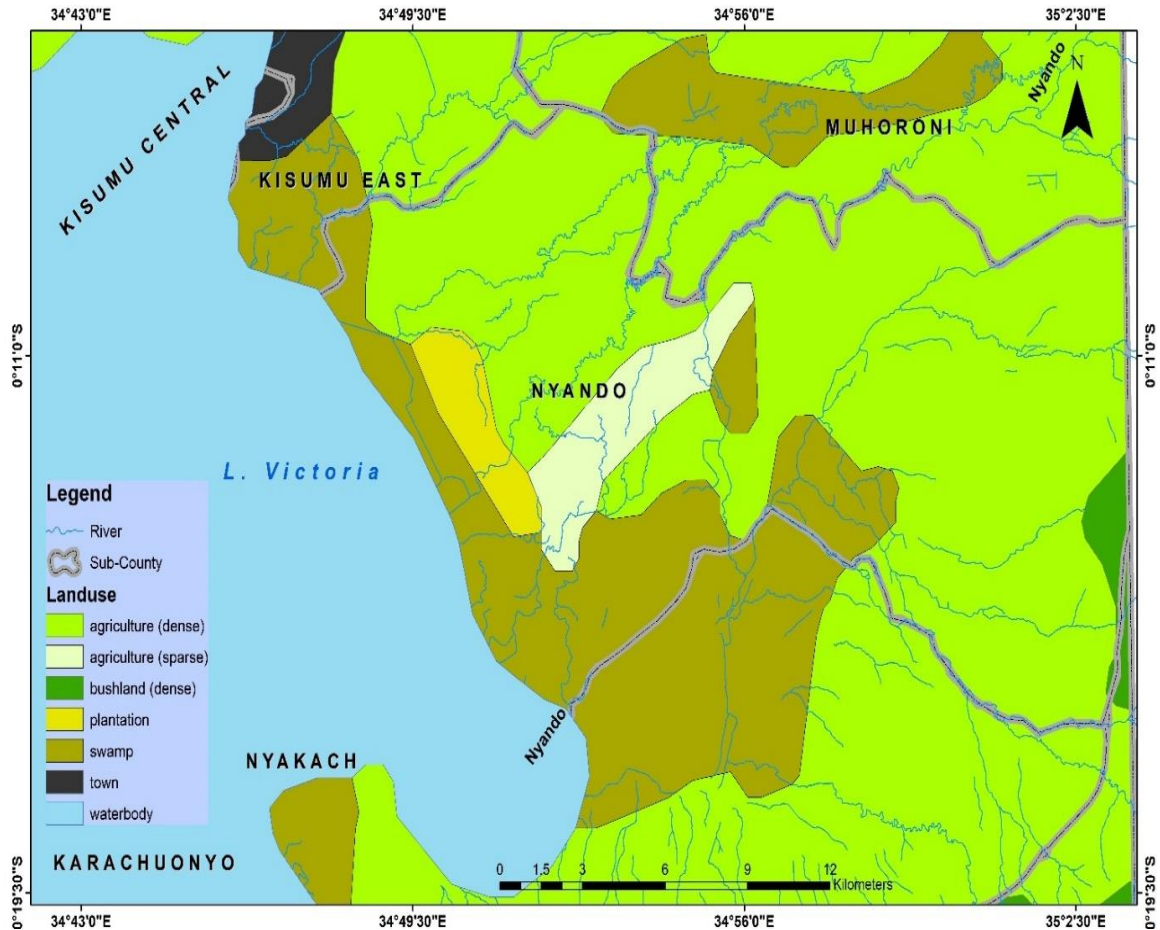 34°43'0"E 34°49'30"E 34°56'0"E 35°2'30"E
KISUMU CENTRAL
Nyando
N
MUHORONI
KISUMU EAST
0°11'0"S 0°11'0"S
NYANDO
L. Victoria
Legend
River
Sub-County
Landuse
agriculture (dense)
agriculture (sparse)
bushland (dense)
plantation
swamp
town
waterbody
Nyando
NYAKACH
KARACHUONYO
0 1.5 3 6 9 12
Kilometers
0°19'30"S 0°19'30"S
34°43'0"E 34°49'30"E 34°56'0"E 35°2'30"E